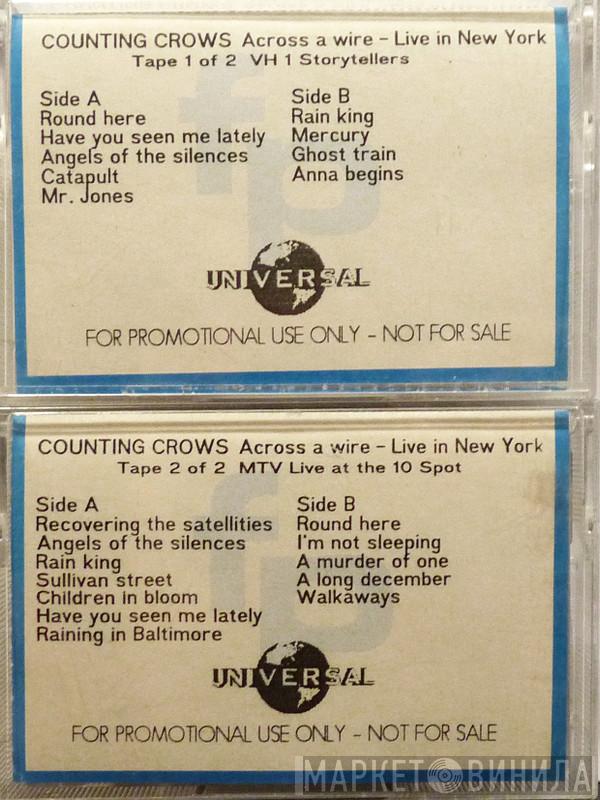 COUNTING CROWS Across a wire – Live in New York
Tape 1 of 2 VH 1 Storytellers
Side A
Round here
Have you seen me lately
Angels of the silences
Catapult
Mr. Jones
Side B
Rain king
Mercury
Ghost train
Anna begins
UNIVERSAL
FOR PROMOTIONAL USE ONLY – NOT FOR SALE
COUNTING CROWS Across a wire – Live in New York
Tape 2 of 2 MTV Live at the 10 Spot
Side A
Recovering the satellities
Angels of the silences
Rain king
Sullivan street
Children in bloom
Have you seen me lately
Raining in Baltimore
Side B
Round here
I'm not sleeping
A murder of one
A long december
Walkaways
UNIVERSAL
FOR PROMOTIONAL USE ONLY – NOT FOR SALE
МАРКЕТ ВИНИЛА